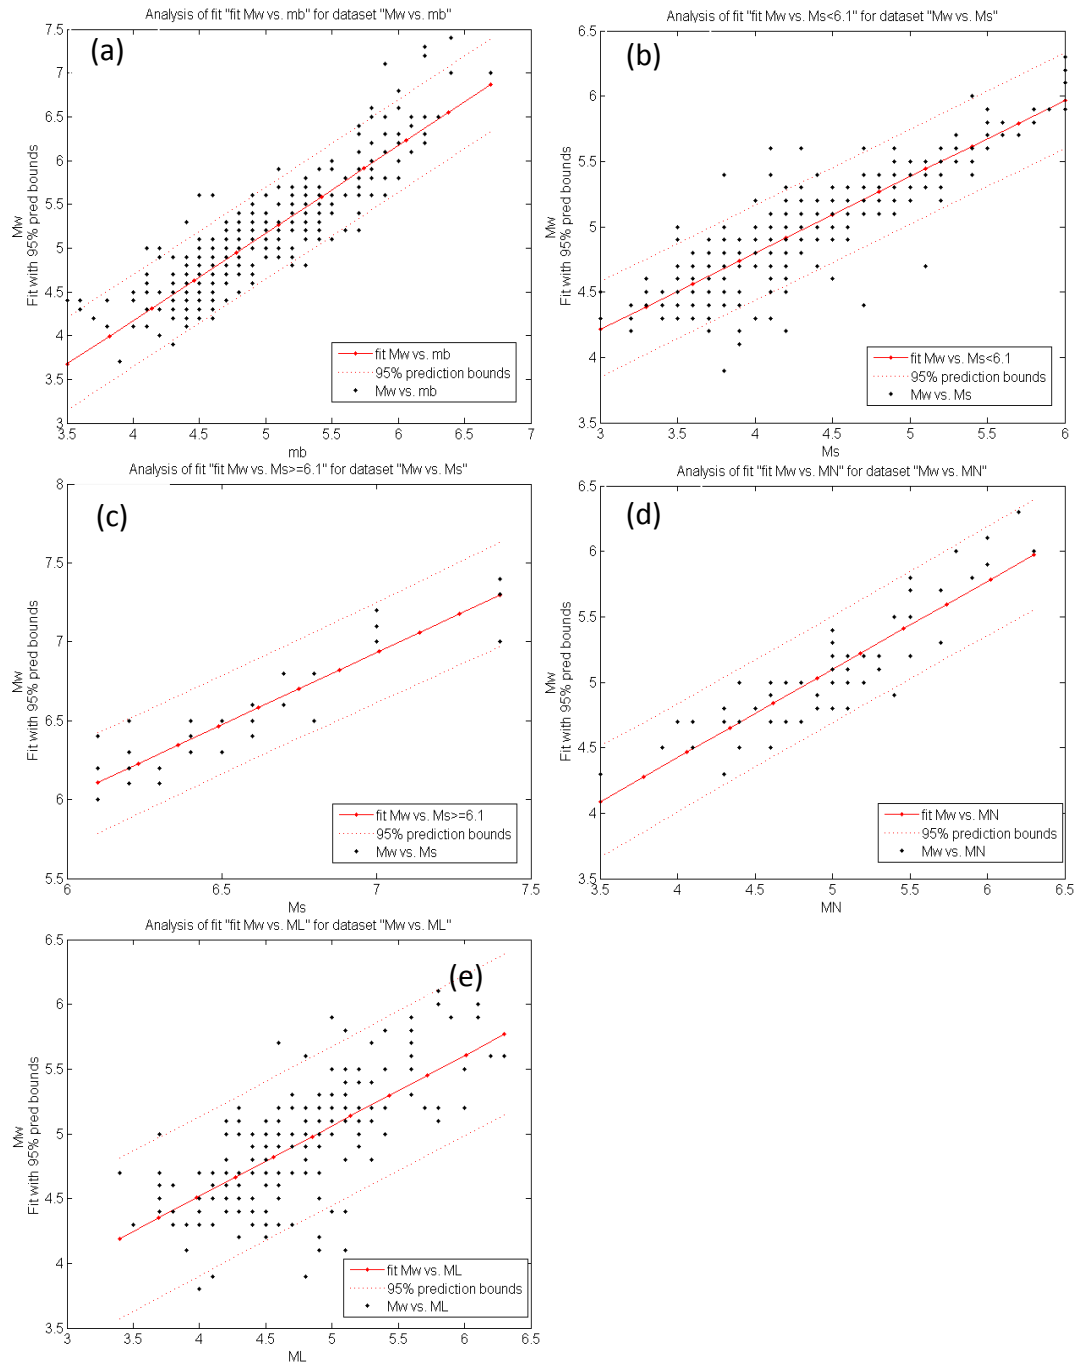 Analysis of fit "fit Mw vs. mb" for dataset "Mw vs. mb"
(a)
7.5
7
6.5
6
5.5
5
4.5
4
3.5
3
Mw
Fit with 95% pred bounds
fit Mw vs. mb
95% prediction bounds
Mw vs. mb
3.5 4 4.5 5 5.5 6 6.5 7
mb
Analysis of fit "fit Mw vs. Ms<6.1" for dataset "Mw vs. Ms"
(b)
6.5
6
5.5
5
4.5
4
3.5
Mw
Fit with 95% pred bounds
fit Mw vs. Ms<6.1
95% prediction bounds
Mw vs. Ms
3 3.5 4 4.5 5 5.5 6
Ms
Analysis of fit "fit Mw vs. Ms>=6.1" for dataset "Mw vs. Ms"
(c)
8
7.5
7
6.5
6
5.5
Mw
Fit with 95% pred bounds
fit Mw vs. Ms>=6.1
95% prediction bounds
Mw vs. Ms
6 6.5 7 7.5
Ms
Analysis of fit "fit Mw vs. MN" for dataset "Mw vs. MN"
(d)
6.5
6
5.5
5
4.5
4
3.5
Mw
Fit with 95% pred bounds
fit Mw vs. MN
95% prediction bounds
Mw vs. MN
3.5 4 4.5 5 5.5 6 6.5
MN
Analysis of fit "fit Mw vs. ML" for dataset "Mw vs. ML"
(e)
6.5
6
5.5
5
4.5
4
3.5
Mw
Fit with 95% pred bounds
fit Mw vs. ML
95% prediction bounds
Mw vs. ML
3 3.5 4 4.5 5 5.5 6 6.5
ML